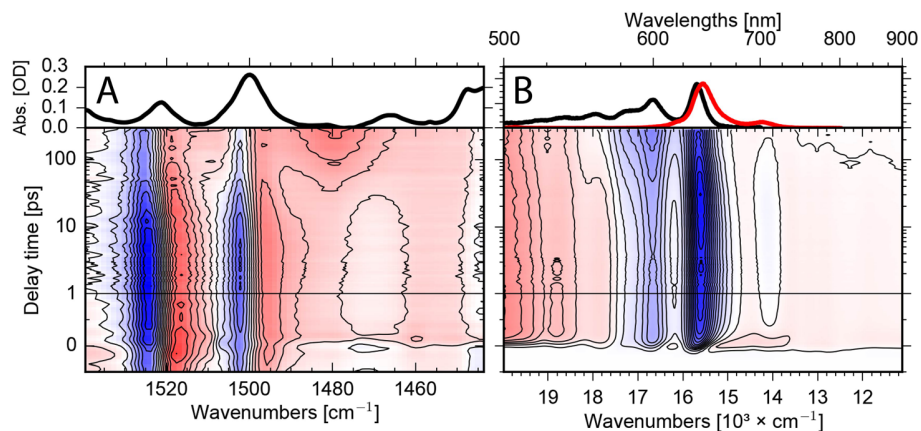 Wavelengths [nm]
500 600 700 800 900
A
B
Abs. [OD]
0.3
0.2
0.1
0.0
Delay time [ps]
100
10
1
0
1520 1500 1480 1460
Wavenumbers [cm⁻¹]
19 18 17 16 15 14 13 12
Wavenumbers [10³ × cm⁻¹]